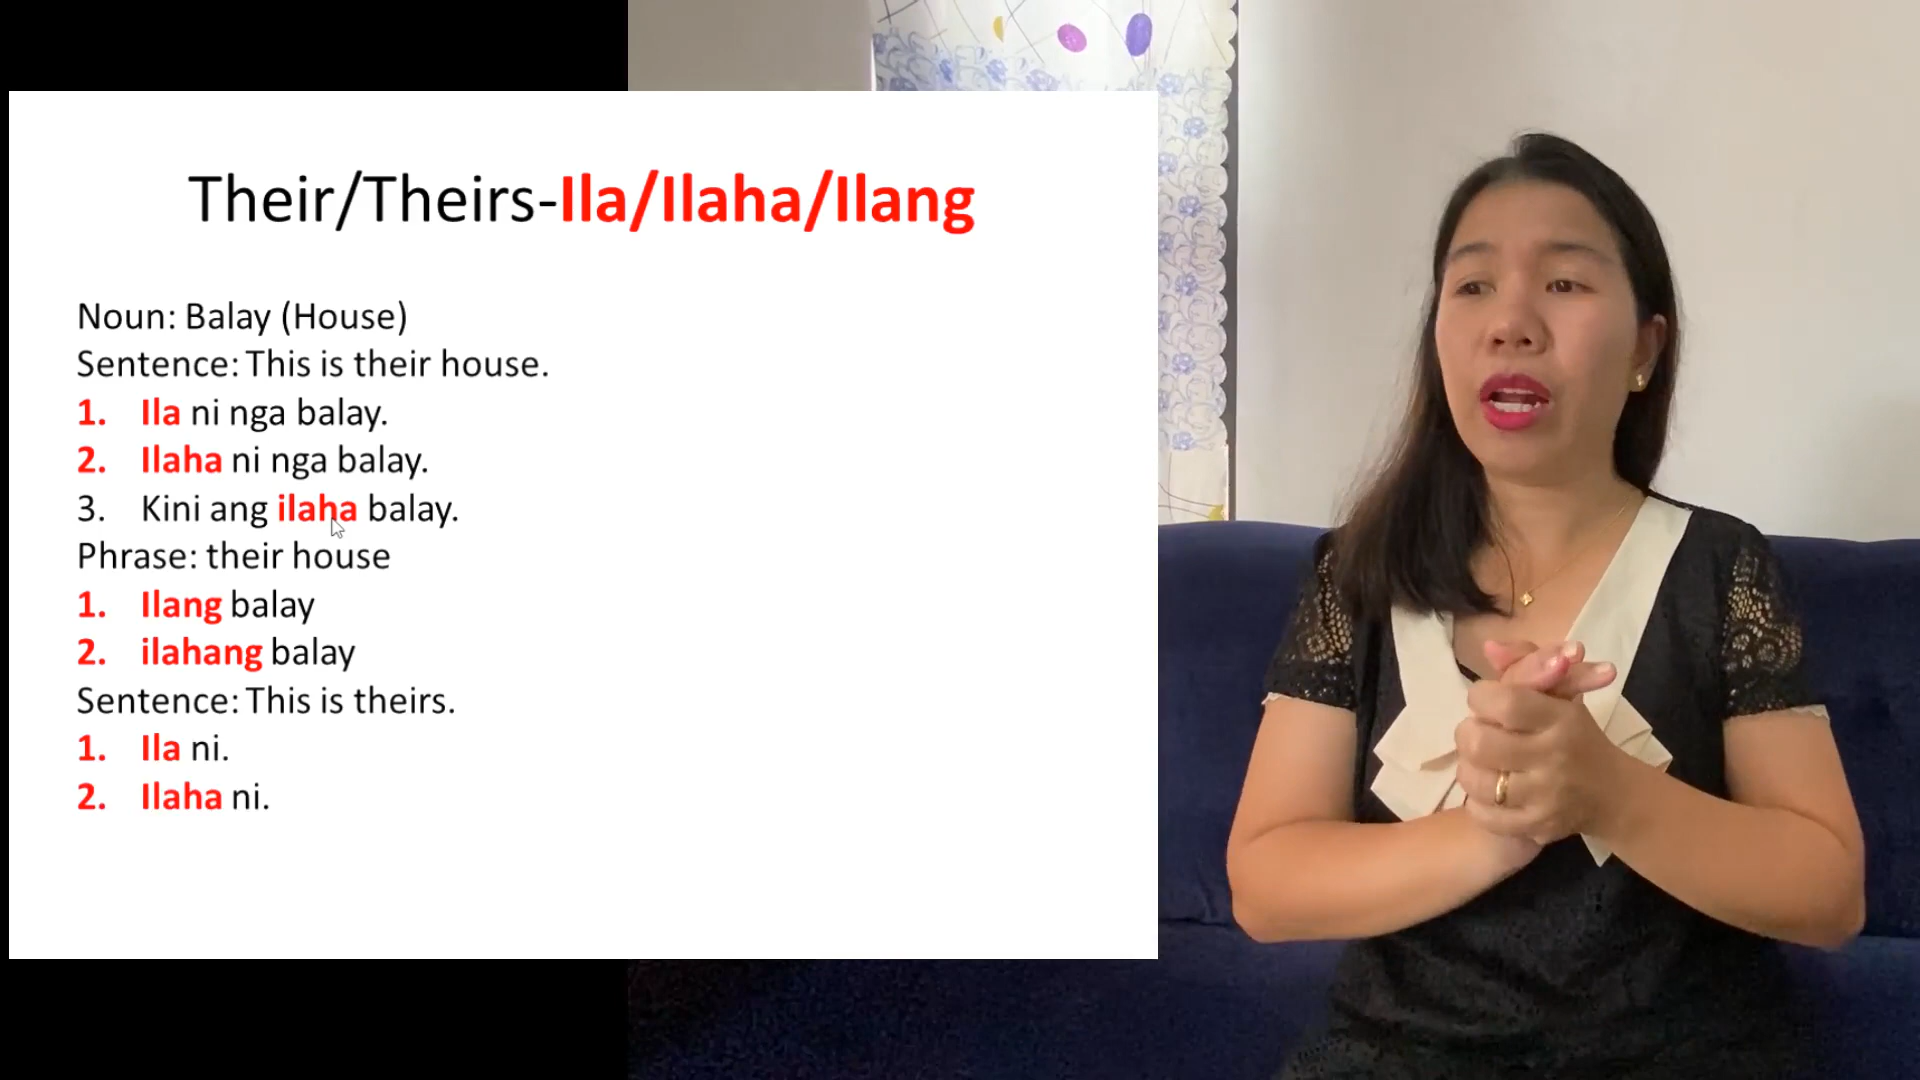 Their/Theirs-Ila/Ilaha/Ilang
Noun: Balay (House)
Sentence: This is their house.
1. Ila ni nga balay.
2. Ilaha ni nga balay.
3. Kini ang ilaha balay.
Phrase: their house
1. Ilang balay
2. ilahang balay
Sentence: This is theirs.
1. Ila ni.
2. Ilaha ni.